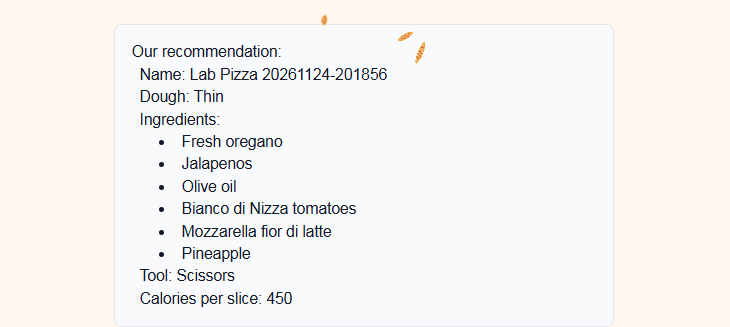 Our recommendation:
Name: Lab Pizza 20261124-201856
Dough: Thin
Ingredients:
• Fresh oregano
• Jalapenos
• Olive oil
• Bianco di Nizza tomatoes
• Mozzarella fior di latte
• Pineapple
Tool: Scissors
Calories per slice: 450